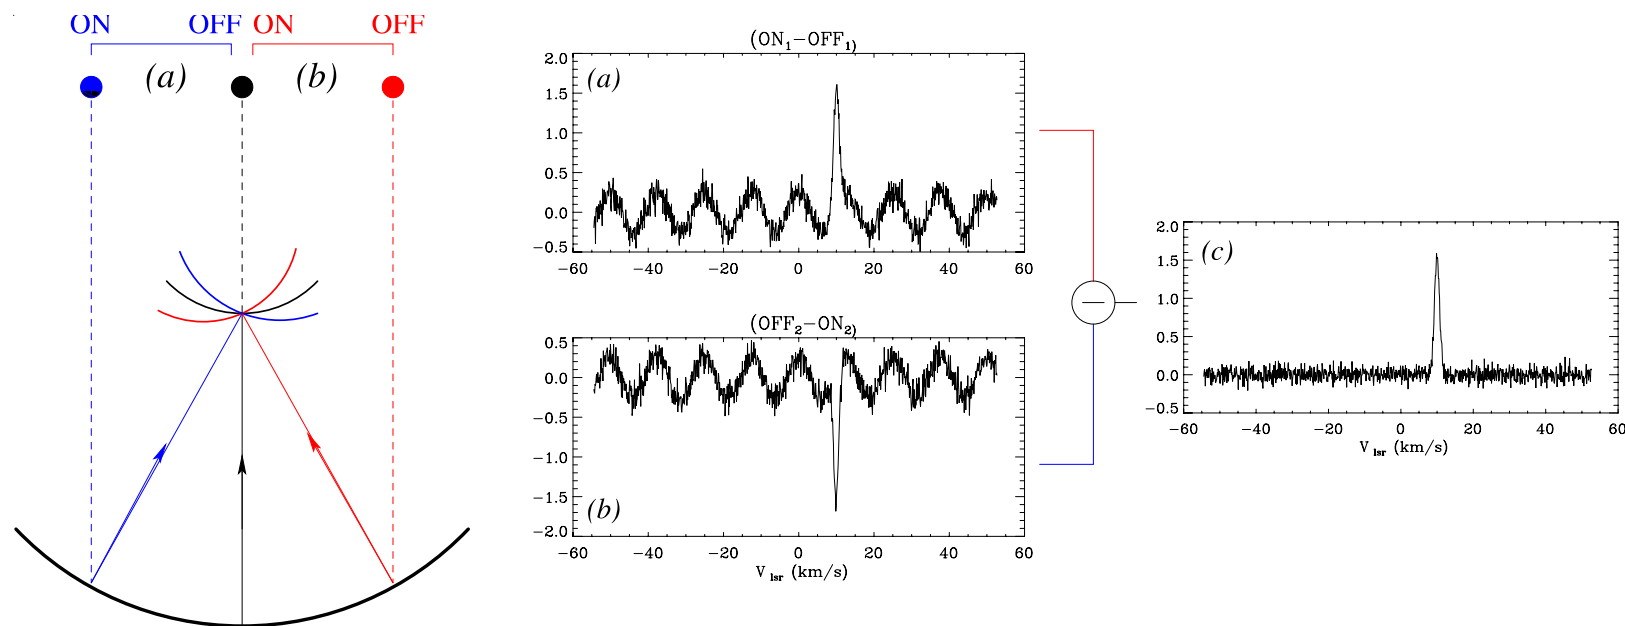 ON OFF ON OFF
(a) (b)
(ON₁−OFF₁)
(a)
2.0
1.5
1.0
0.5
0.0
−0.5
−60 −40 −20 0 20 40 60
(OFF₂−ON₂)
0.5
0.0
−0.5
−1.0
−1.5
−2.0
(b)
−60 −40 −20 0 20 40 60
V lsr (km/s)
(c)
2.0
1.5
1.0
0.5
0.0
−0.5
−60 −40 −20 0 20 40 60
V lsr (km/s)